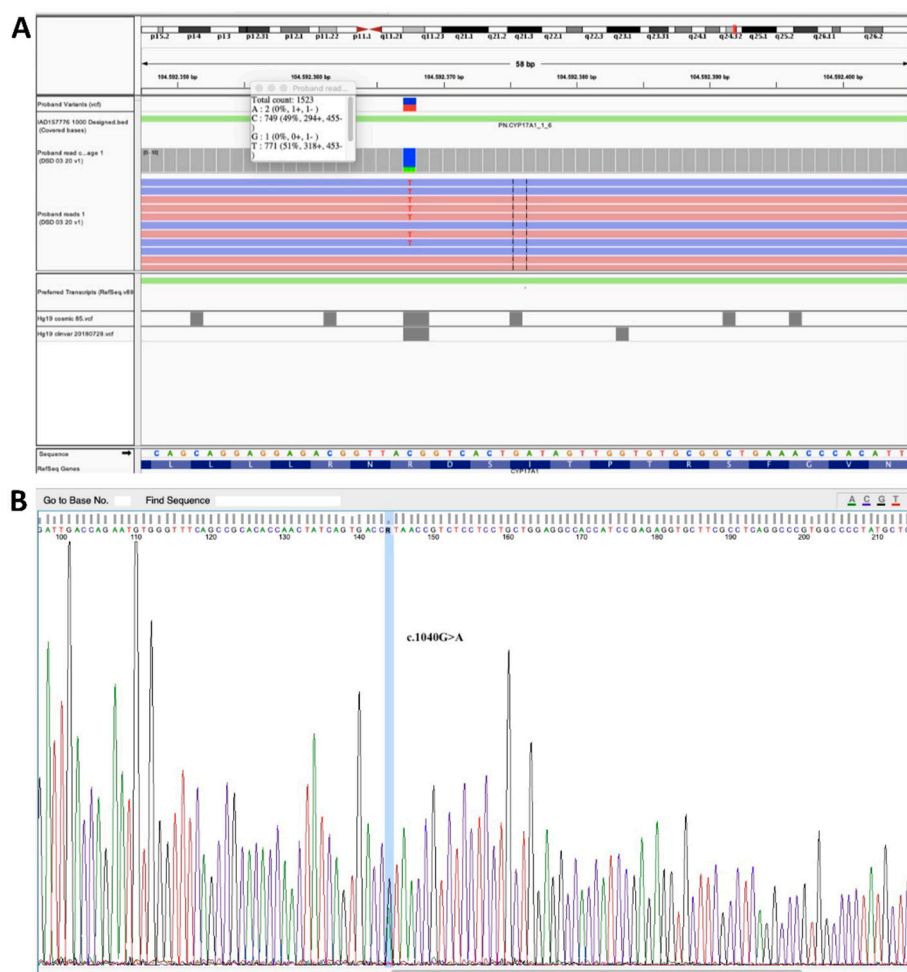 A
p15.2 p14 p13 p12.31 p12.1 p11.22 p11.1 q11.21 q11.23 q21.1 q21.2 q21.3 q22.1 q22.3 q23.1 q23.31 q24.1 q24.32 q25.1 q25.2 q26.11 q26.2
58 bp
104.592.350 bp 104.592.360 bp 104.592.370 bp 104.592.380 bp 104.592.390 bp 104.592.400 bp
Proband read...
Total count: 1523
A : 2 (0%, 1+, 1- )
C : 749 (49%, 294+, 455-
)
G : 1 (0%, 0+, 1- )
T : 771 (51%, 318+, 453-
)
Proband Variants (vcf)
IAD157776 1000 Designed.bed
(Covered bases)
PN.CYP17A1_1_6
Proband read c...age 1
(DSD 03 20 v1)
T
T
T
T
T
T
T
Proband reads 1
(DSD 03 20 v1)
Preferred Transcripts (RefSeq v88
Hg19 cosmic 85.vcf
Hg19 clinvar 20180729.vcf
Sequence
C A G C A G G A G G A G A C G G T T A C G G T C A C T G A T A G T T G G T G T G C G G C T G A A A C C C A C A T T
RefSeq Genes
L L L L R N R D S I T P T R S F G V N
CYP17A1
B
Go to Base No. Find Sequence
A C G T
GATTGACCAGAATGTGGGTTTCAGCCGCACACCAACTATCAGTGACCRTAACCGTCTCCTCCTGCTGGAGGCCACCATCCGAGAGGTGCTTCGCCTCAGGCCCGTGGCCCCTATGCTC
100 110 120 130 140 150 160 170 180 190 200 210
c.1040G>A